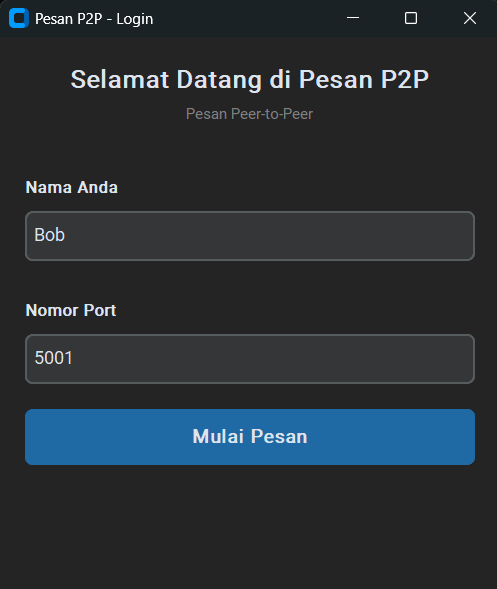 Pesan P2P - Login
Selamat Datang di Pesan P2P
Pesan Peer-to-Peer
Nama Anda
Bob
Nomor Port
5001
Mulai Pesan